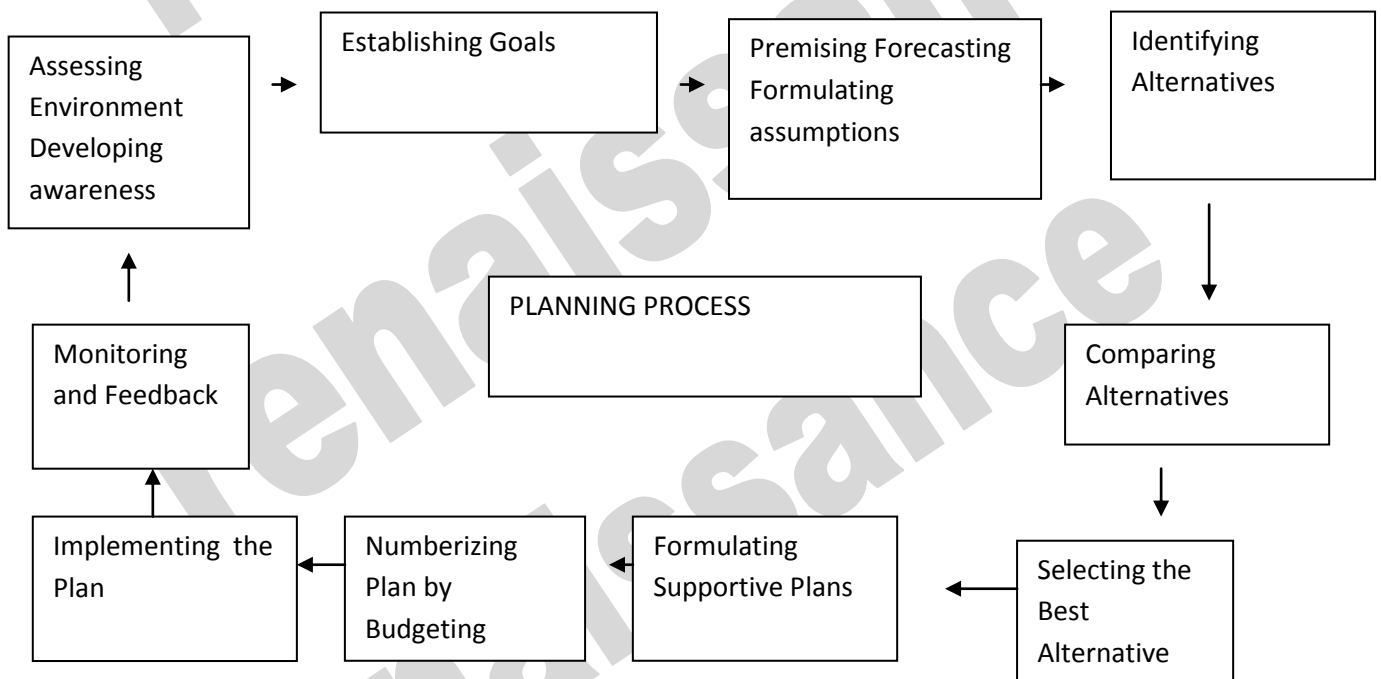 Assessing
Environment
Developing
awareness
Establishing Goals
Premising Forecasting
Formulating
assumptions
Identifying
Alternatives
PLANNING PROCESS
Comparing
Alternatives
Selecting the
Best
Alternative
Formulating
Supportive Plans
Numberizing
Plan by
Budgeting
Implementing the
Plan
Monitoring
and Feedback
renaissance